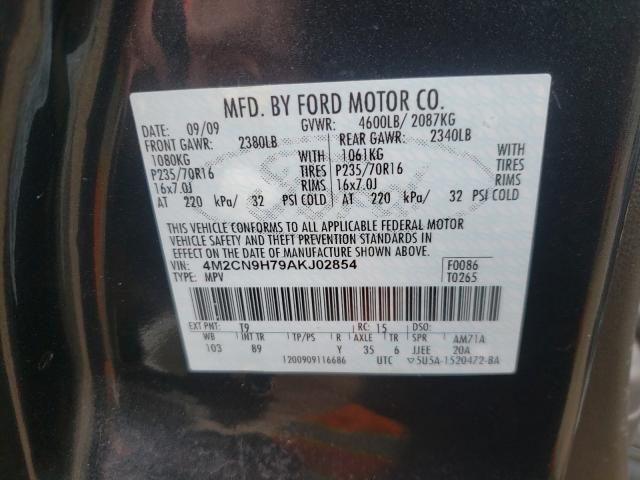 MFD. BY FORD MOTOR CO.
DATE: 09/09 GVWR: 4600LB/ 2087KG
FRONT GAWR: 2380LB REAR GAWR: 2340LB
1080KG WITH 1061KG WITH
P235/70R16 TIRES P235/70R16 TIRES
16x7.0J RIMS 16x7.0J RIMS
AT 220 kPa/ 32 PSI COLD AT 220 kPa/ 32 PSI COLD
THIS VEHICLE CONFORMS TO ALL APPLICABLE FEDERAL MOTOR
VEHICLE SAFETY AND THEFT PREVENTION STANDARDS IN
EFFECT ON THE DATE OF MANUFACTURE SHOWN ABOVE.
VIN: 4M2CN9H79AKJ02854 F0086
TYPE: MPV T0265
EXT PNT: T9 RC: 15 DSO:
WB INT TR TP/PS R AXLE TR SPR AM71A
103 89 Y 35 6 JJEE 20A
1200909116686 UTC ▽5U5A-1520472-BA